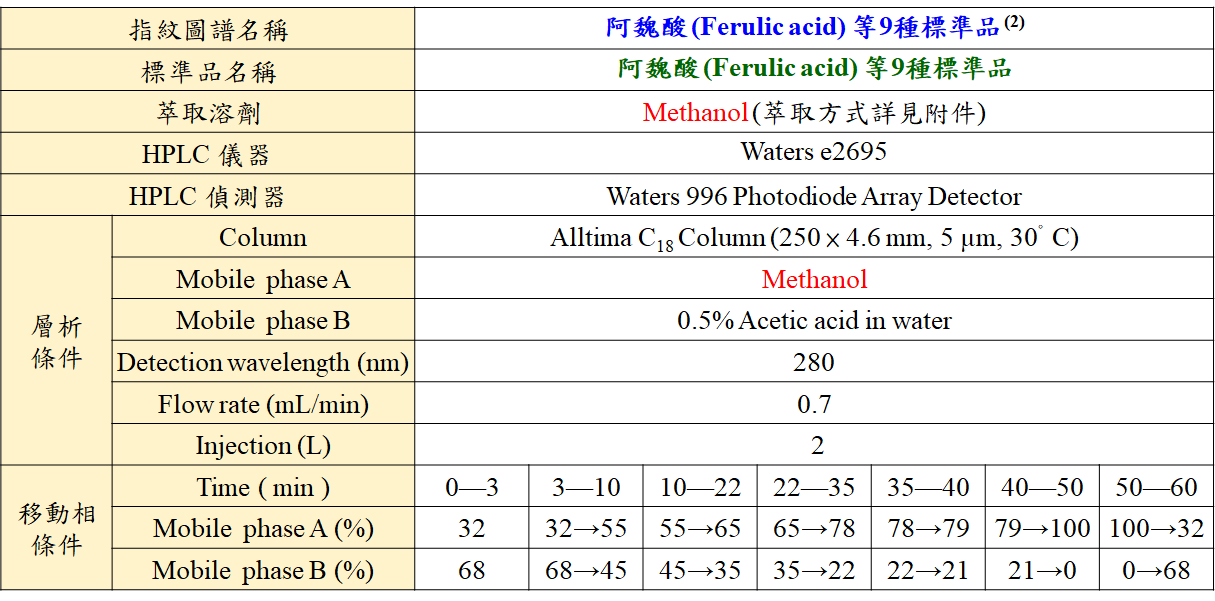 指紋圖譜名稱 阿魏酸(Ferulic acid) 等9種標準品(2)
標準品名稱 阿魏酸(Ferulic acid) 等9種標準品
萃取溶劑 Methanol(萃取方式詳見附件)
HPLC 儀器 Waters e2695
HPLC 偵測器 Waters 996 Photodiode Array Detector
層析條件
Column Alltima C18 Column (250 x 4.6 mm, 5 μm, 30° C)
Mobile phase A Methanol
Mobile phase B 0.5% Acetic acid in water
Detection wavelength (nm) 280
Flow rate (mL/min) 0.7
Injection (L) 2
移動相條件
Time ( min ) 0—3 3—10 10—22 22—35 35—40 40—50 50—60
Mobile phase A (%) 32 32→55 55→65 65→78 78→79 79→100 100→32
Mobile phase B (%) 68 68→45 45→35 35→22 22→21 21→0 0→68